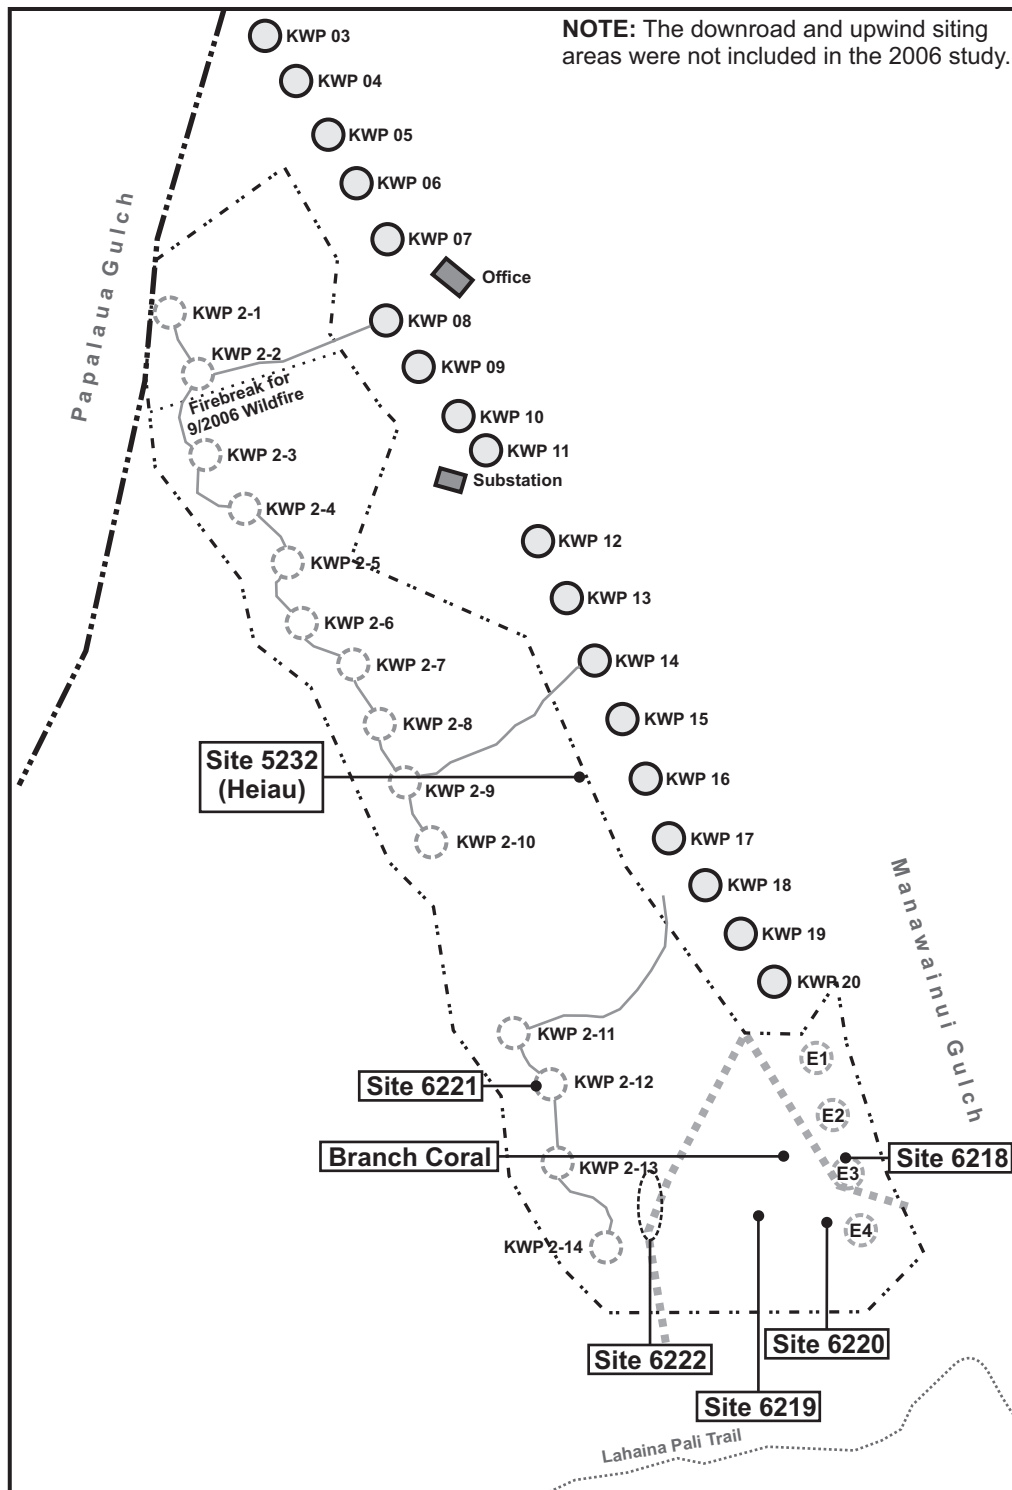 NOTE: The downroad and upwind siting
areas were not included in the 2006 study.
KWP 03
KWP 04
KWP 05
KWP 06
KWP 07
Office
Papalaua Gulch
KWP 2-1
KWP 08
KWP 2-2
KWP 09
Firebreak for
9/2006 Wildfire
KWP 10
KWP 2-3
KWP 11
Substation
KWP 2-4
KWP 12
KWP 2-5
KWP 13
KWP 2-6
KWP 14
KWP 2-7
KWP 15
KWP 2-8
Site 5232
(Heiau)
KWP 16
KWP 2-9
KWP 17
KWP 2-10
KWP 18
Manawainui Gulch
KWP 19
KWP 20
KWP 2-11
E1
Site 6221
KWP 2-12
E2
Branch Coral
KWP 2-13
E3
Site 6218
E4
KWP 2-14
Site 6220
Site 6222
Site 6219
Lahaina Pali Trail